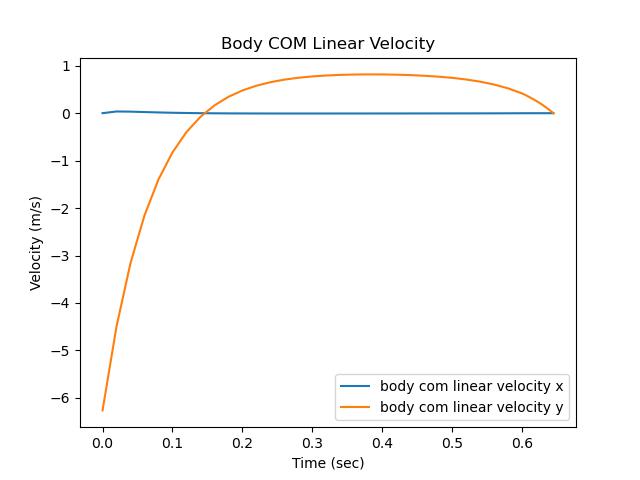 Body COM Linear Velocity
1
0
−1
−2
−3
−4
−5
−6
Velocity (m/s)
body com linear velocity x
body com linear velocity y
0.0 0.1 0.2 0.3 0.4 0.5 0.6
Time (sec)